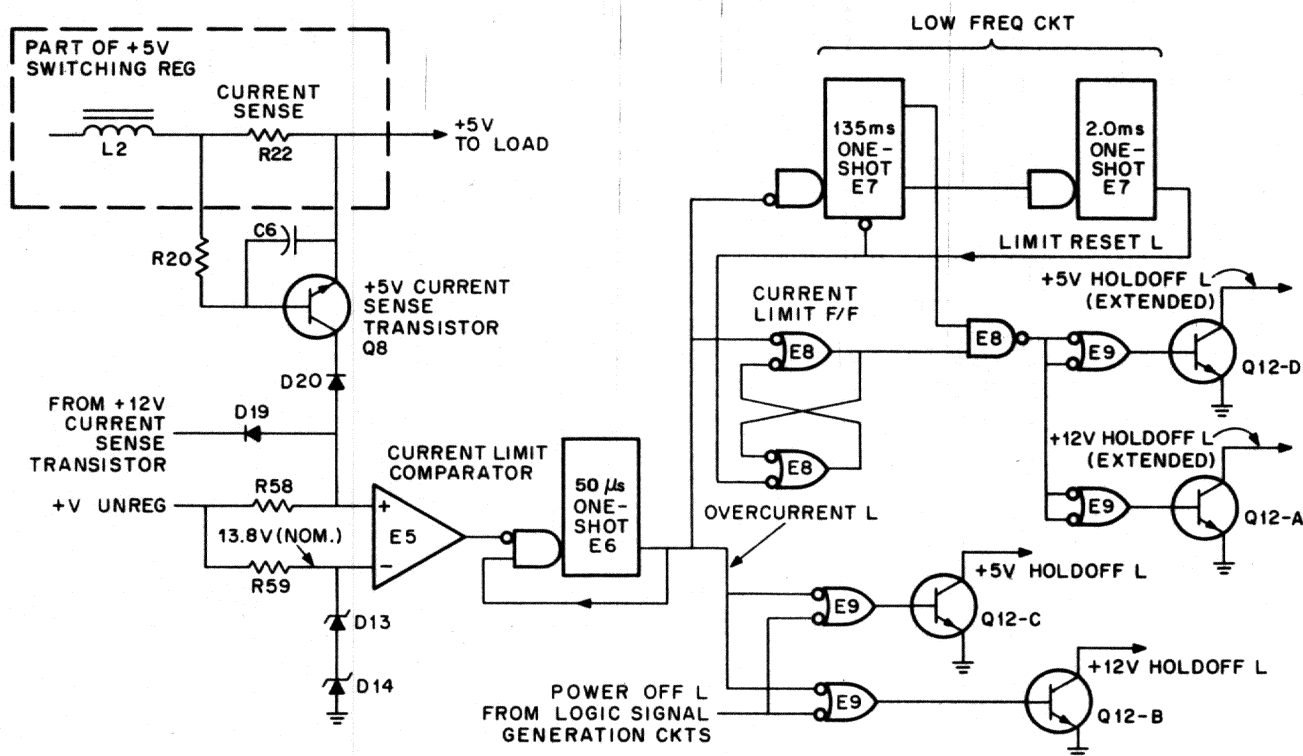 LOW FREQ CKT
PART OF +5V
SWITCHING REG
CURRENT
SENSE
L2
R22
+5V
TO LOAD
135ms
ONE-
SHOT
E7
2.0ms
ONE-
SHOT
E7
C6
R20
+5V CURRENT
SENSE
TRANSISTOR
Q8
LIMIT RESET L
+5V HOLDOFF L
(EXTENDED)
CURRENT
LIMIT F/F
E8
E8
E9
Q12-D
D20
FROM +12V
CURRENT
SENSE
TRANSISTOR
D19
CURRENT LIMIT
COMPARATOR
E8
+12V HOLDOFF L
(EXTENDED)
E9
Q12-A
+V UNREG
R58
13.8V (NOM.)
R59
+
-
E5
50 µs
ONE-
SHOT
E6
OVERCURRENT L
D13
D14
E9
+5V HOLDOFF L
Q12-C
POWER OFF L
FROM LOGIC SIGNAL
GENERATION CKTS
E9
+12V HOLDOFF L
Q12-B